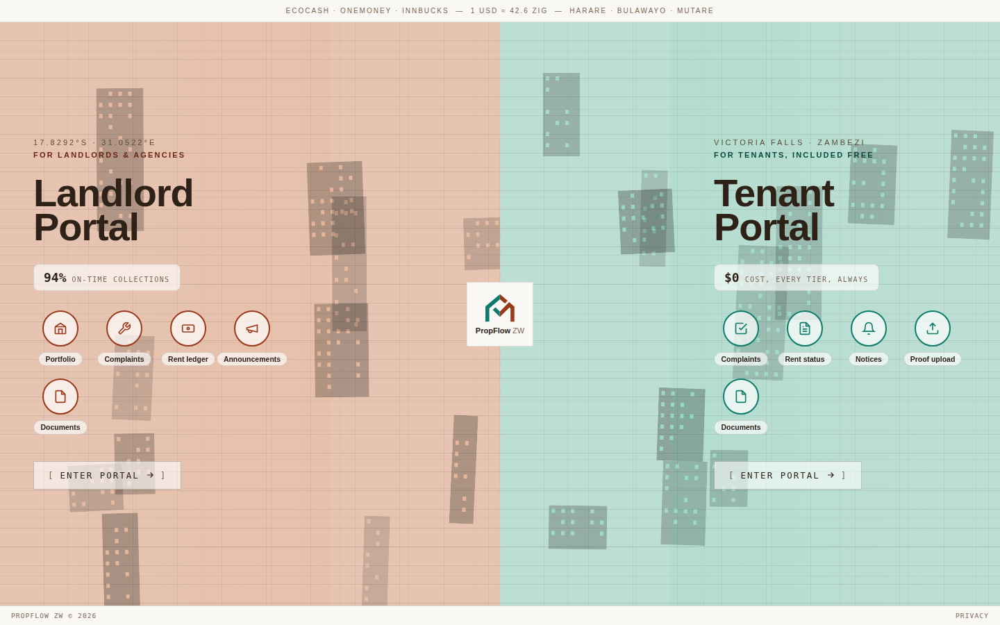 ECOCASH · ONEMONEY · INNBUCKS — 1 USD ≈ 42.6 ZIG — HARARE · BULAWAYO · MUTARE
17.8292°S · 31.0522°E
FOR LANDLORDS & AGENCIES
Landlord
Portal
94% ON-TIME COLLECTIONS
Portfolio
Complaints
Rent ledger
Announcements
Documents
[ ENTER PORTAL → ]
PropFlow ZW
VICTORIA FALLS · ZAMBEZI
FOR TENANTS, INCLUDED FREE
Tenant
Portal
$0 COST, EVERY TIER, ALWAYS
Complaints
Rent status
Notices
Proof upload
Documents
[ ENTER PORTAL → ]
PROPFLOW ZW © 2026
PRIVACY